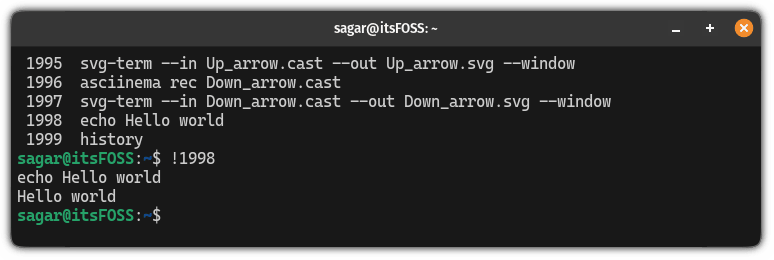 sagar@itsFOSS: ~
1995  svg-term --in Up_arrow.cast --out Up_arrow.svg --window
1996  asciinema rec Down_arrow.cast
1997  svg-term --in Down_arrow.cast --out Down_arrow.svg --window
1998  echo Hello world
1999  history
sagar@itsFOSS:~$ !1998
echo Hello world
Hello world
sagar@itsFOSS:~$